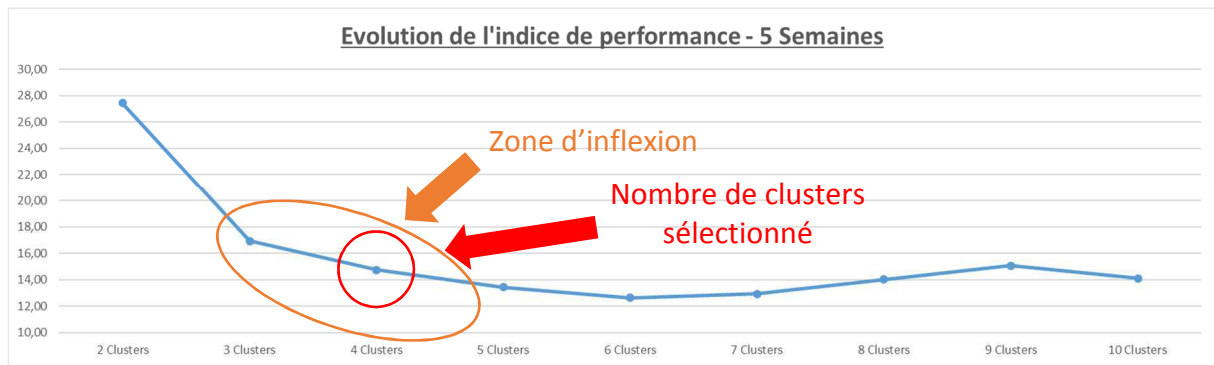 Evolution de l'indice de performance - 5 Semaines
30,00
28,00
26,00
24,00
22,00
20,00
18,00
16,00
14,00
12,00
10,00
Zone d’inflexion
Nombre de clusters
sélectionné
2 Clusters
3 Clusters
4 Clusters
5 Clusters
6 Clusters
7 Clusters
8 Clusters
9 Clusters
10 Clusters